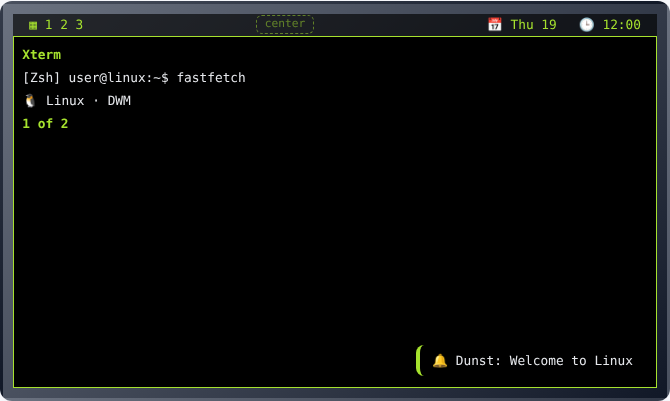 ▦ 1 2 3 center 📅 Thu 19 🕒 12:00
Xterm
[Zsh] user@linux:~$ fastfetch
🐧 Linux · DWM
1 of 2
🔔 Dunst: Welcome to Linux